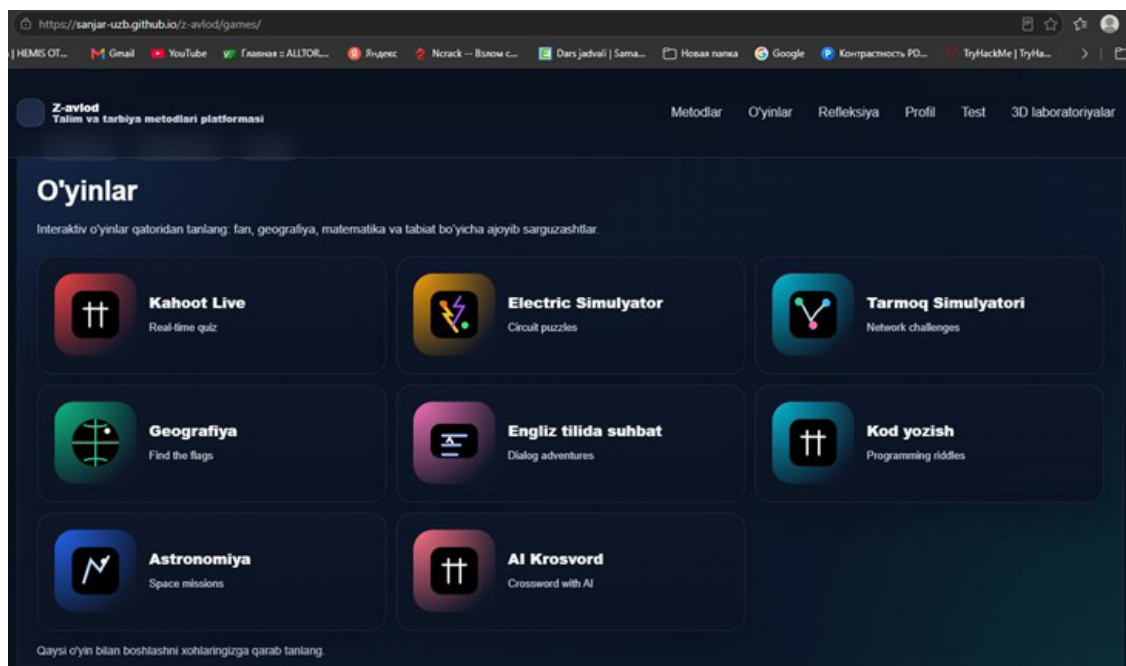 https://sanjar-uzb.github.io/z-avlod/games/
| HEMIS OT... Gmail YouTube Главная :: ALLTOR... Яндекс Ncrack -- Взлом с... Dars jadvali | Sama... Новая папка Google Контрастность PD... TryHackMe | TryHa...
Z-avlod
Talim va tarbiya metodlari platformasi
Metodlar O'yinlar Refleksiya Profil Test 3D laboratoriyalar
O'yinlar
Interaktiv o'yinlar qatoridan tanlang: fan, geografiya, matematika va tabiat bo'yicha ajoyib sarguzashtlar.
Kahoot Live
Real-time quiz
Electric Simulyator
Circuit puzzles
Tarmoq Simulyatori
Network challenges
Geografiya
Find the flags
Engliz tilida suhbat
Dialog adventures
Kod yozish
Programming riddles
Astronomiya
Space missions
AI Krosvord
Crossword with AI
Qaysi o'yin bilan boshlashni xohlaringizga qarab tanlang.